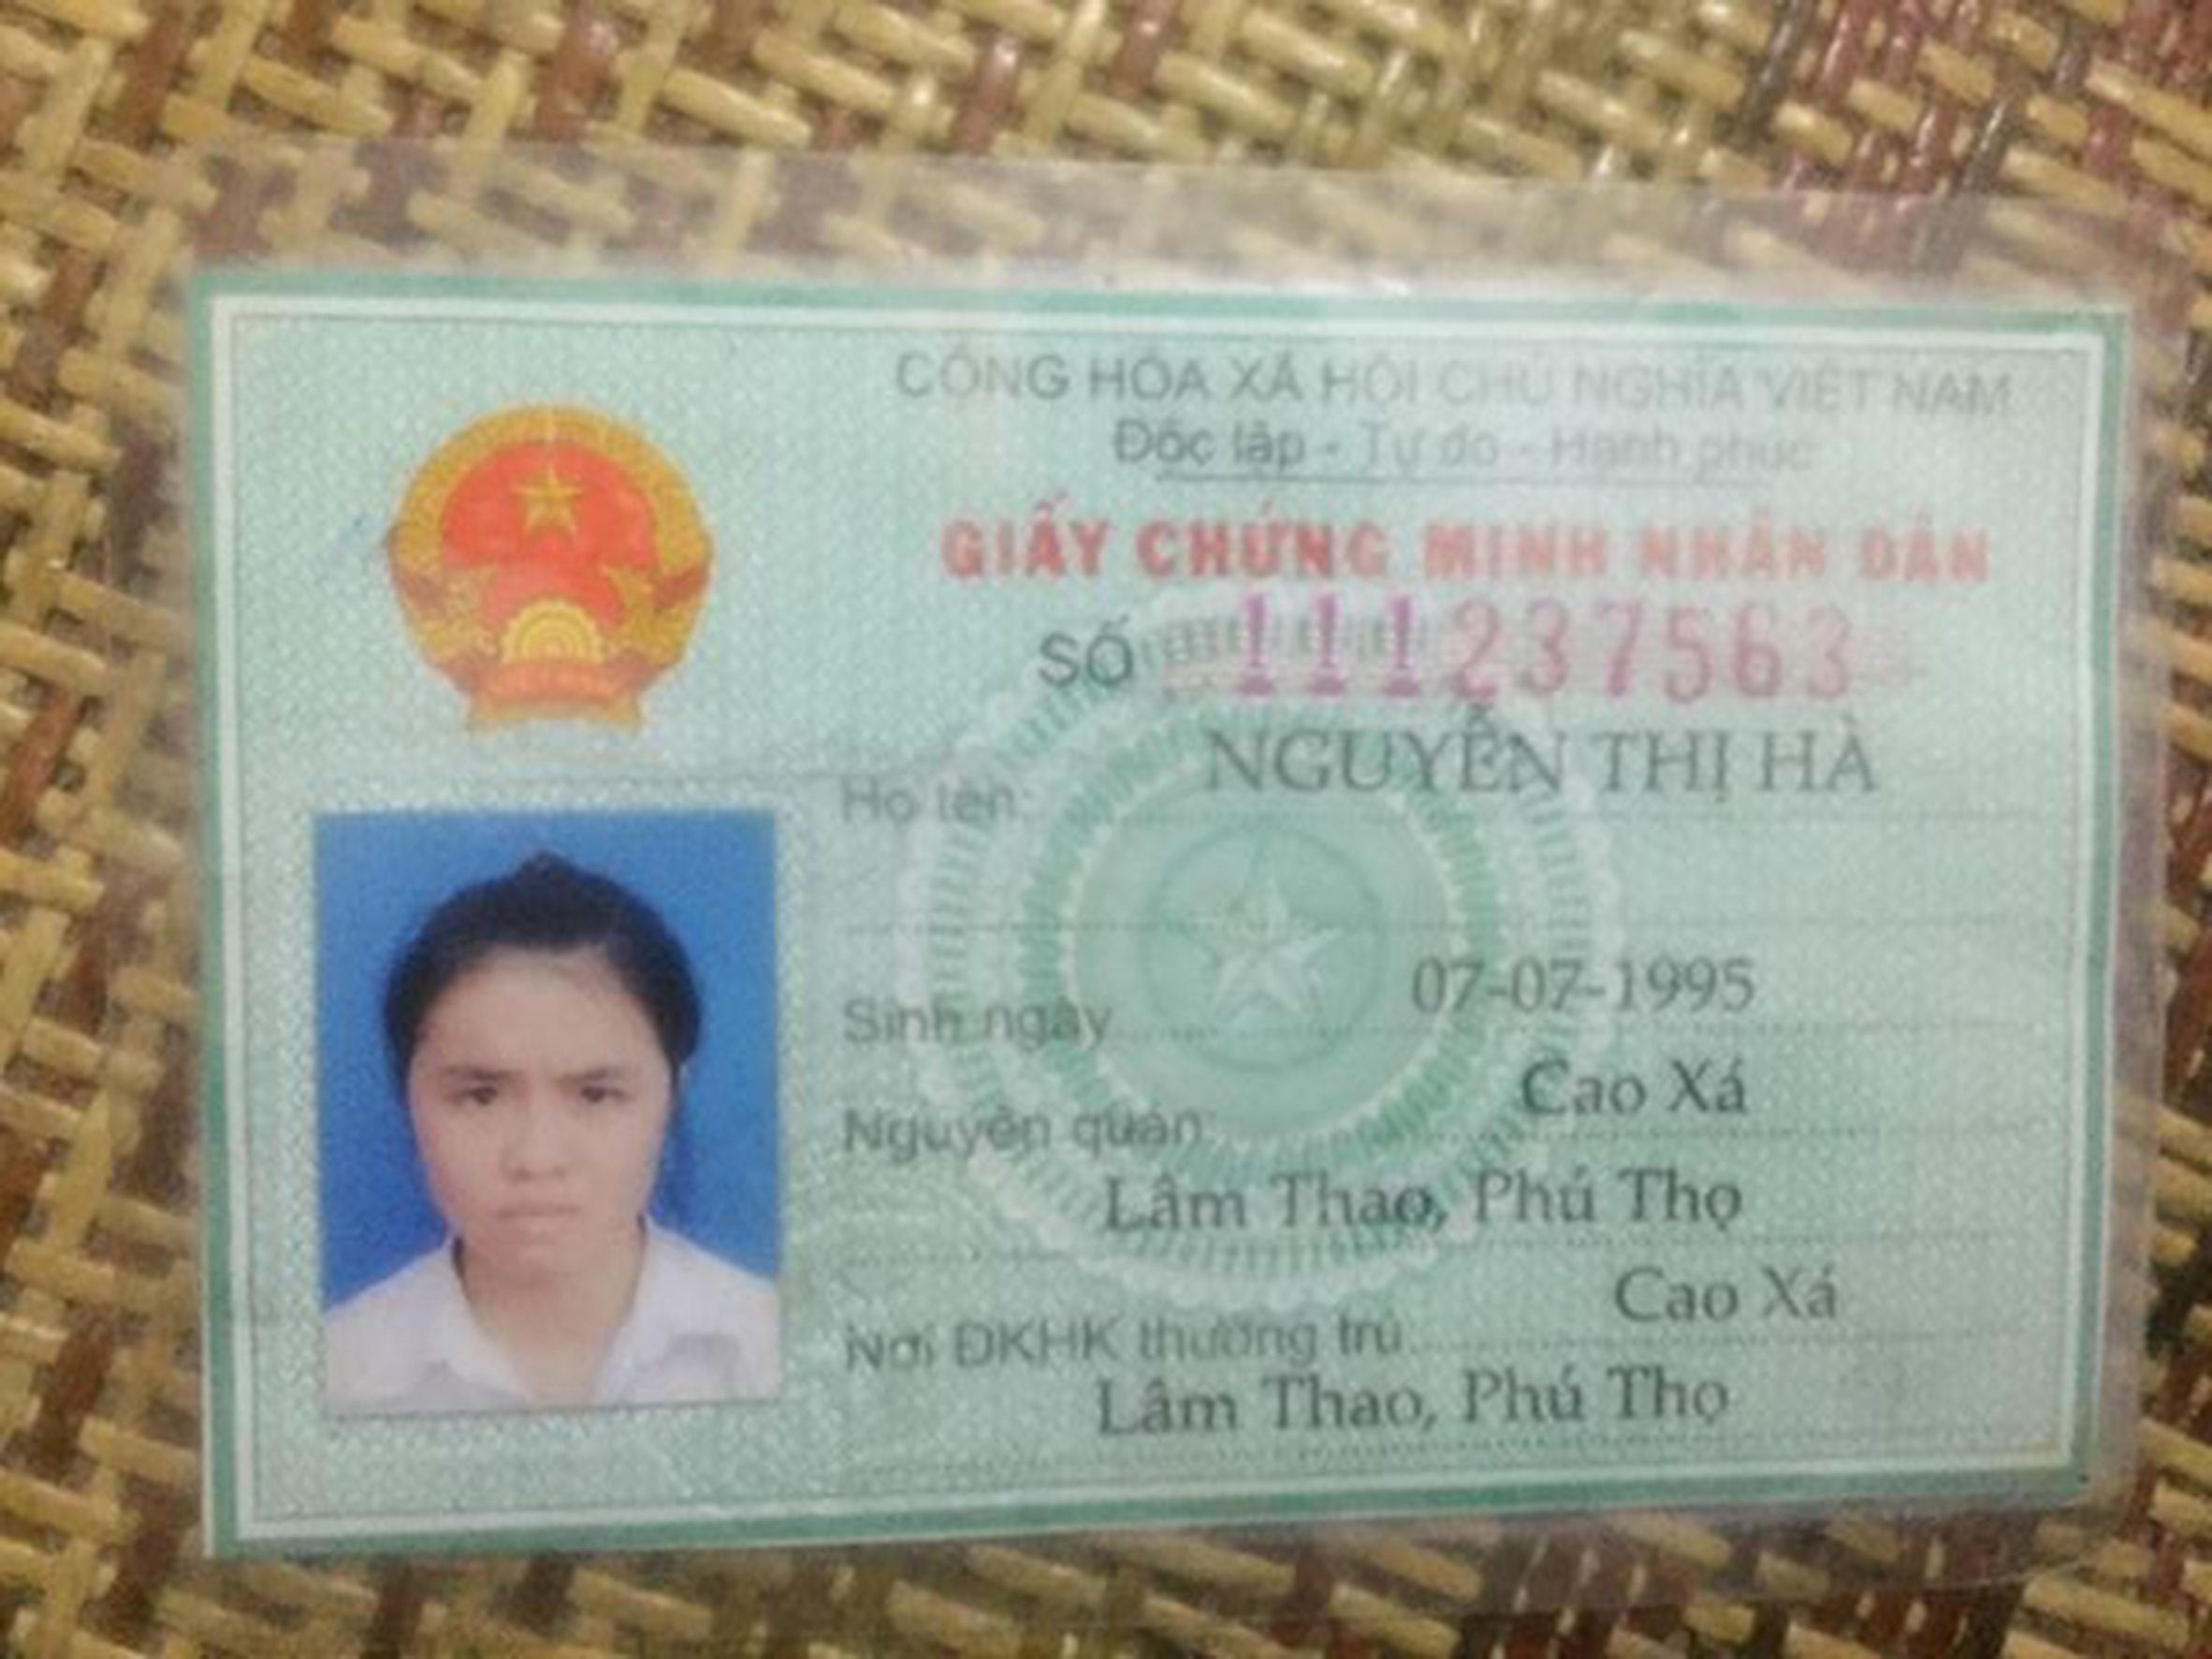 CỘNG HÒA XÃ HỘI CHỦ NGHĨA VIỆT NAM
Độc lập - Tự do - Hạnh phúc
GIẤY CHỨNG MINH NHÂN DÂN
SỐ 111237563
Họ tên: NGUYỄN THỊ HÀ
Sinh ngày 07-07-1995
Nguyên quán: Cao Xá
Lâm Thao, Phú Thọ
Nơi ĐKHK thường trú Cao Xá
Lâm Thao, Phú Thọ